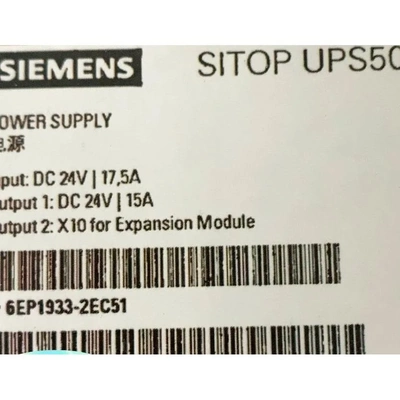 SIEMENS SITOP UPS50
OWER SUPPLY
电源
put: DC 24V | 17,5A
utput 1: DC 24V | 15A
utput 2: X10 for Expansion Module
6EP1933-2EC51